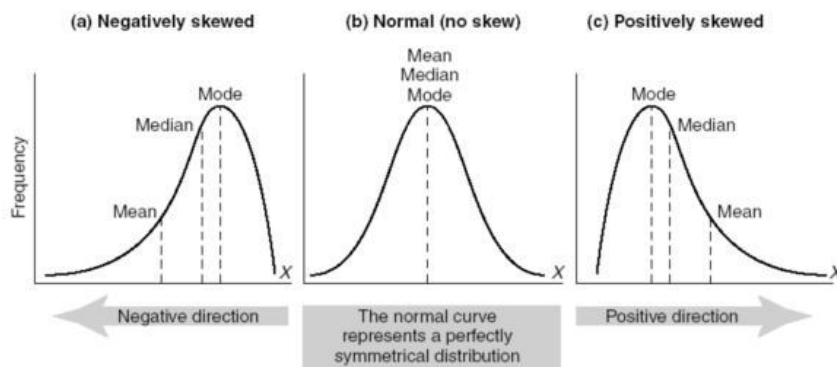 (a) Negatively skewed
(b) Normal (no skew)
(c) Positively skewed
Frequency
Mode
Median
Mean
X
Mean
Median
Mode
X
Mode
Median
Mean
X
Negative direction
The normal curve
represents a perfectly
symmetrical distribution
Positive direction